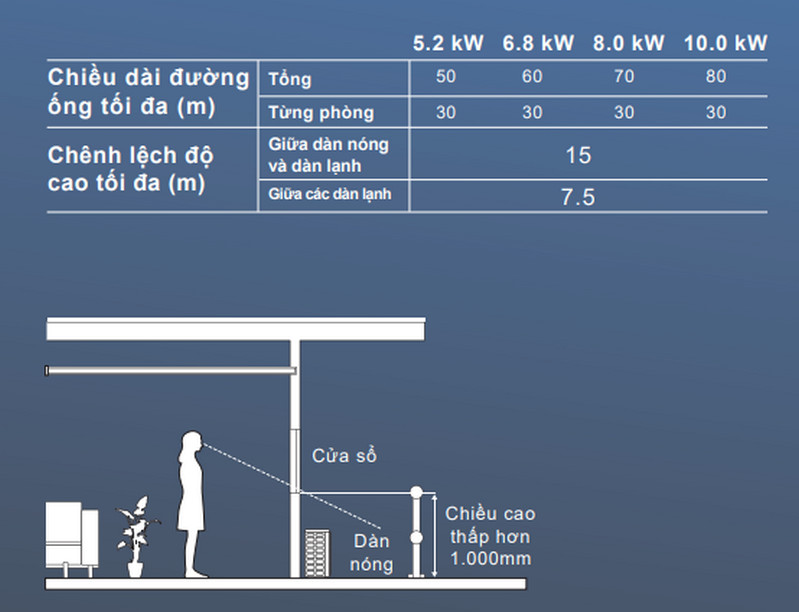 5.2 kW 6.8 kW 8.0 kW 10.0 kW
Chiều dài đường
ống tối đa (m)
Tổng 50 60 70 80
Từng phòng 30 30 30 30
Chênh lệch độ
cao tối đa (m)
Giữa dàn nóng
và dàn lạnh
15
Giữa các dàn lạnh 7.5
Cửa sổ
Dàn
nóng
Chiều cao
thấp hơn
1.000mm